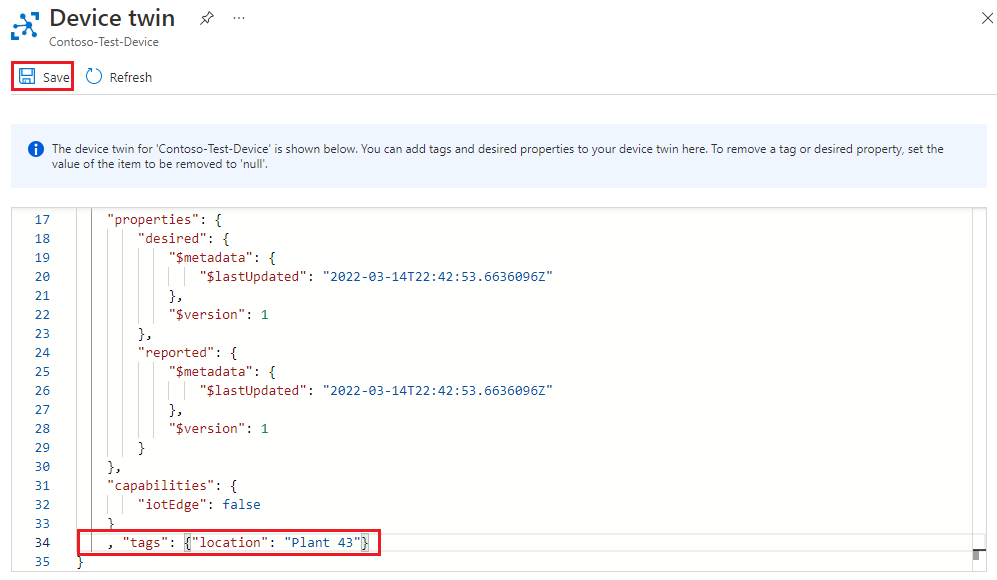 Device twin
Contoso-Test-Device
Save Refresh
The device twin for 'Contoso-Test-Device' is shown below. You can add tags and desired properties to your device twin here. To remove a tag or desired property, set the
value of the item to be removed to 'null'.
17 "properties": {
18 "desired": {
19 "$metadata": {
20 "$lastUpdated": "2022-03-14T22:42:53.6636096Z"
21 },
22 "$version": 1
23 },
24 "reported": {
25 "$metadata": {
26 "$lastUpdated": "2022-03-14T22:42:53.6636096Z"
27 },
28 "$version": 1
29 }
30 },
31 "capabilities": {
32 "iotEdge": false
33 }
34 , "tags": {"location": "Plant 43"}
35 }